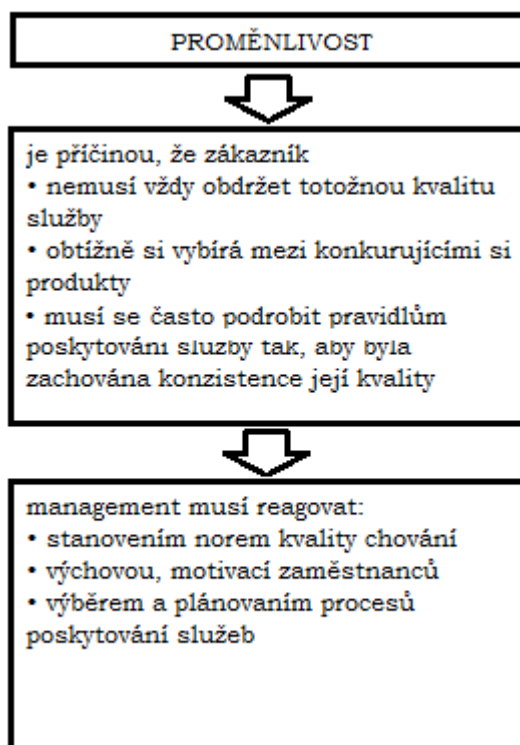 PROMĚNLIVOST
je příčinou, že zákazník
• nemusí vždy obdržet totožnou kvalitu
služby
• obtížně si vybírá mezi konkurujícími si
produkty
• musí se často podrobit pravidlům
poskytování služby tak, aby byla
zachována konzistence její kvality
management musí reagovat:
• stanovením norem kvality chování
• výchovou, motivací zaměstnanců
• výběrem a plánovaním procesů
poskytování služeb